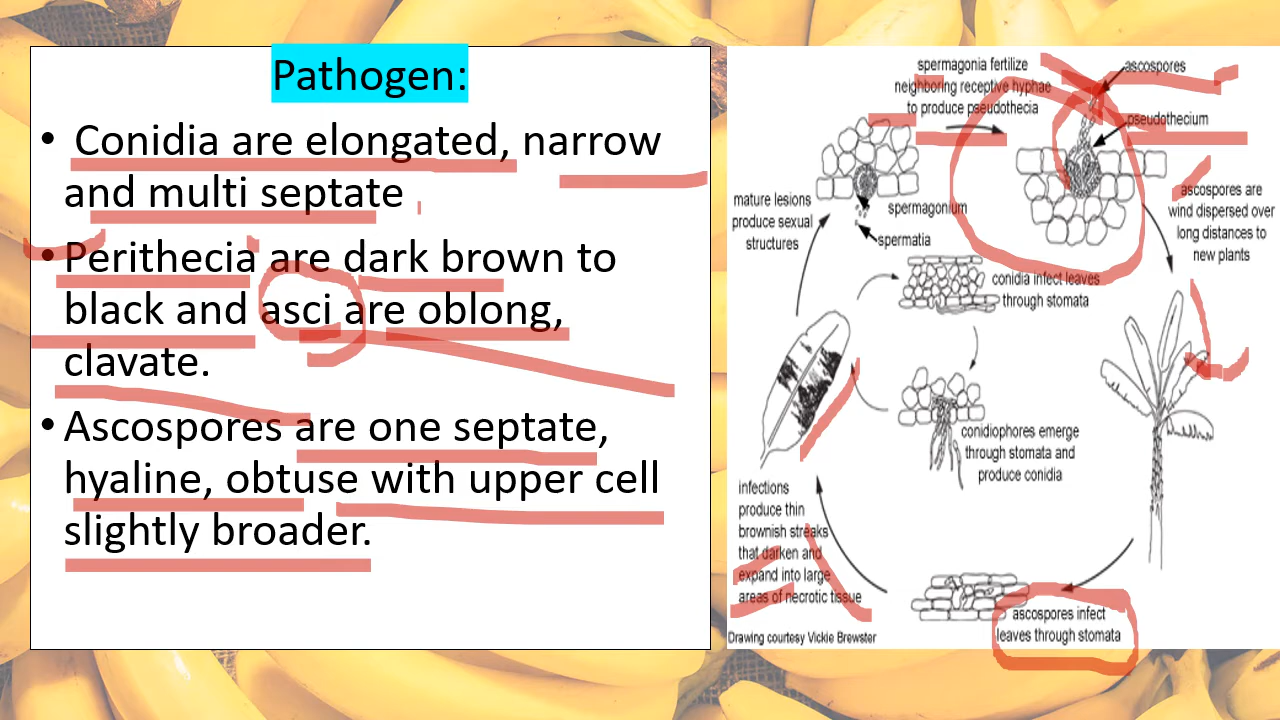 Pathogen:
• Conidia are elongated, narrow
and multi septate
• Perithecia are dark brown to
black and asci are oblong,
clavate.
• Ascospores are one septate,
hyaline, obtuse with upper cell
slightly broader.
spermagonia fertilize
neighboring receptive hyphae
to produce pseudothecia
ascospores
pseudothecium
mature lesions
produce sexual
structures
spermagonium
spermatia
ascospores are
wind dispersed over
long distances to
new plants
conidia infect leaves
through stomata
conidiophores emerge
through stomata and
produce conidia
infections
produce thin
brownish streaks
that darken and
expand into large
areas of necrotic tissue
ascospores infect
leaves through stomata
Drawing courtesy Vickie Brewster